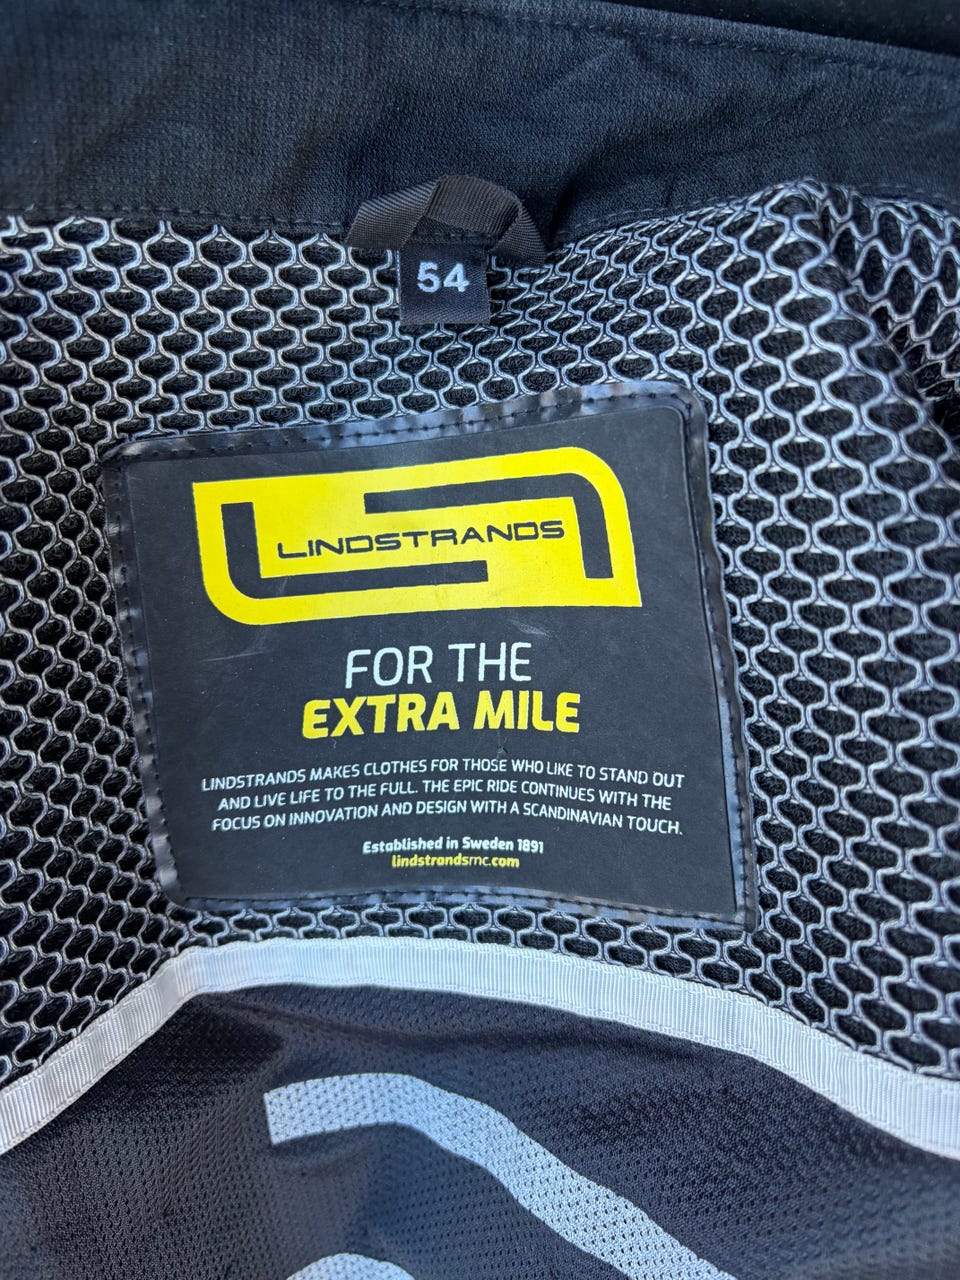 54
LINDSTRANDS
FOR THE
EXTRA MILE
LINDSTRANDS MAKES CLOTHES FOR THOSE WHO LIKE TO STAND OUT
AND LIVE LIFE TO THE FULL. THE EPIC RIDE CONTINUES WITH THE
FOCUS ON INNOVATION AND DESIGN WITH A SCANDINAVIAN TOUCH.
Established in Sweden 1891
lindstrandsmc.com